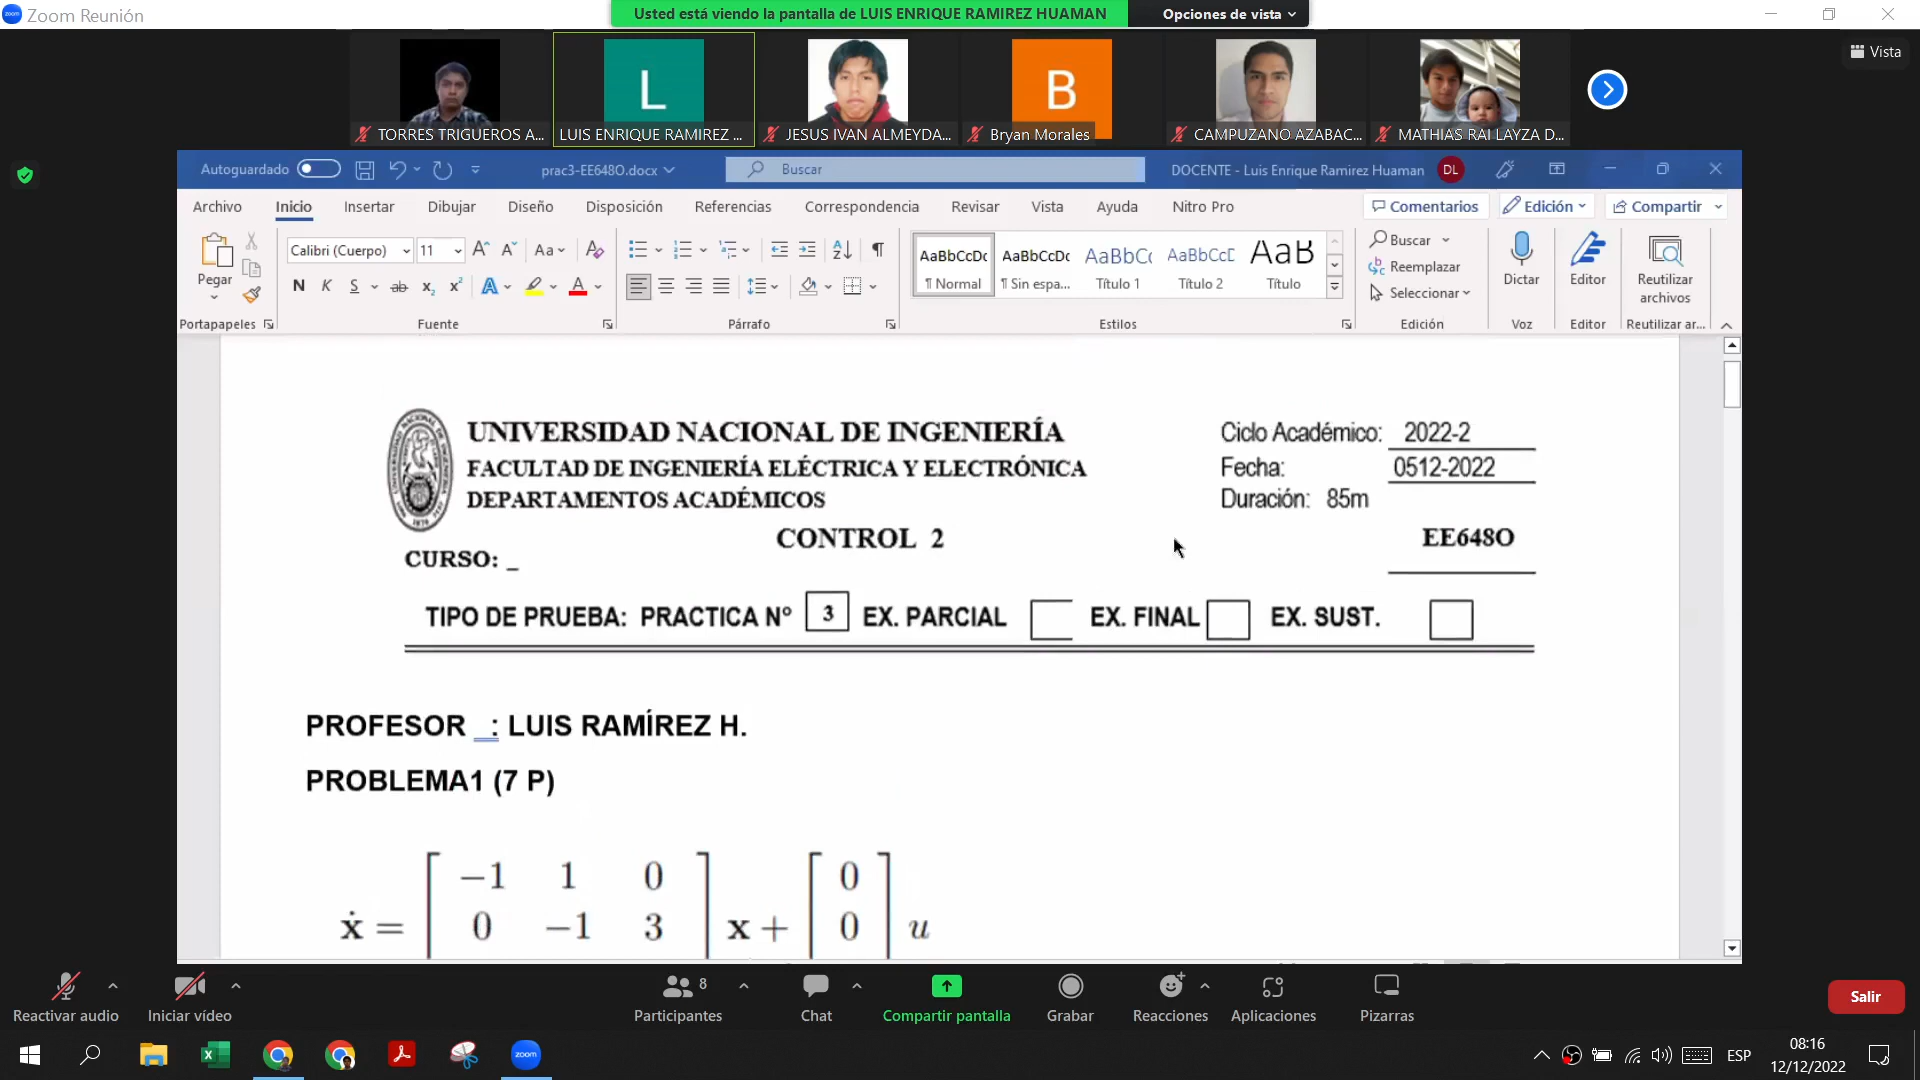 Zoom Reunión
Usted está viendo la pantalla de LUIS ENRIQUE RAMIREZ HUAMAN
Opciones de vista
Vista
L
B
TORRES TRIGUEROS A...
LUIS ENRIQUE RAMIREZ ...
JESUS IVAN ALMEYDA...
Bryan Morales
CAMPUZANO AZABAC...
MATHIAS RAI LAYZA D...
Autoguardado
prac3-EE648O.docx
Buscar
DOCENTE - Luis Enrique Ramirez Huaman
DL
Archivo Inicio Insertar Dibujar Diseño Disposición Referencias Correspondencia Revisar Vista Ayuda Nitro Pro
Comentarios
Edición
Compartir
Pegar
Calibri (Cuerpo) 11
Aa
N K S ab x₂ x² A A
AaBbCcDc AaBbCcDc AaBbCc AaBbCcD AaB
¶ Normal ¶ Sin espa... Título 1 Título 2 Título
Buscar
Reemplazar
Seleccionar
Dictar
Editor
Reutilizar
archivos
Portapapeles Fuente Párrafo Estilos Edición Voz Editor Reutilizar ar...
UNIVERSIDAD NACIONAL DE INGENIERÍA
FACULTAD DE INGENIERÍA ELÉCTRICA Y ELECTRÓNICA
DEPARTAMENTOS ACADÉMICOS
Ciclo Académico: 2022-2
Fecha: 0512-2022
Duración: 85m
CONTROL 2
EE648O
CURSO: _
TIPO DE PRUEBA: PRACTICA Nº 3 EX. PARCIAL EX. FINAL EX. SUST.
PROFESOR _: LUIS RAMÍREZ H.
PROBLEMA1 (7 P)
−1 1 0 0
ẋ = 0 −1 3 x + 0 u
Reactivar audio
Iniciar vídeo
8
Participantes
Chat
Compartir pantalla
Grabar
Reacciones
Aplicaciones
Pizarras
Salir
zoom
ESP
08:16
12/12/2022